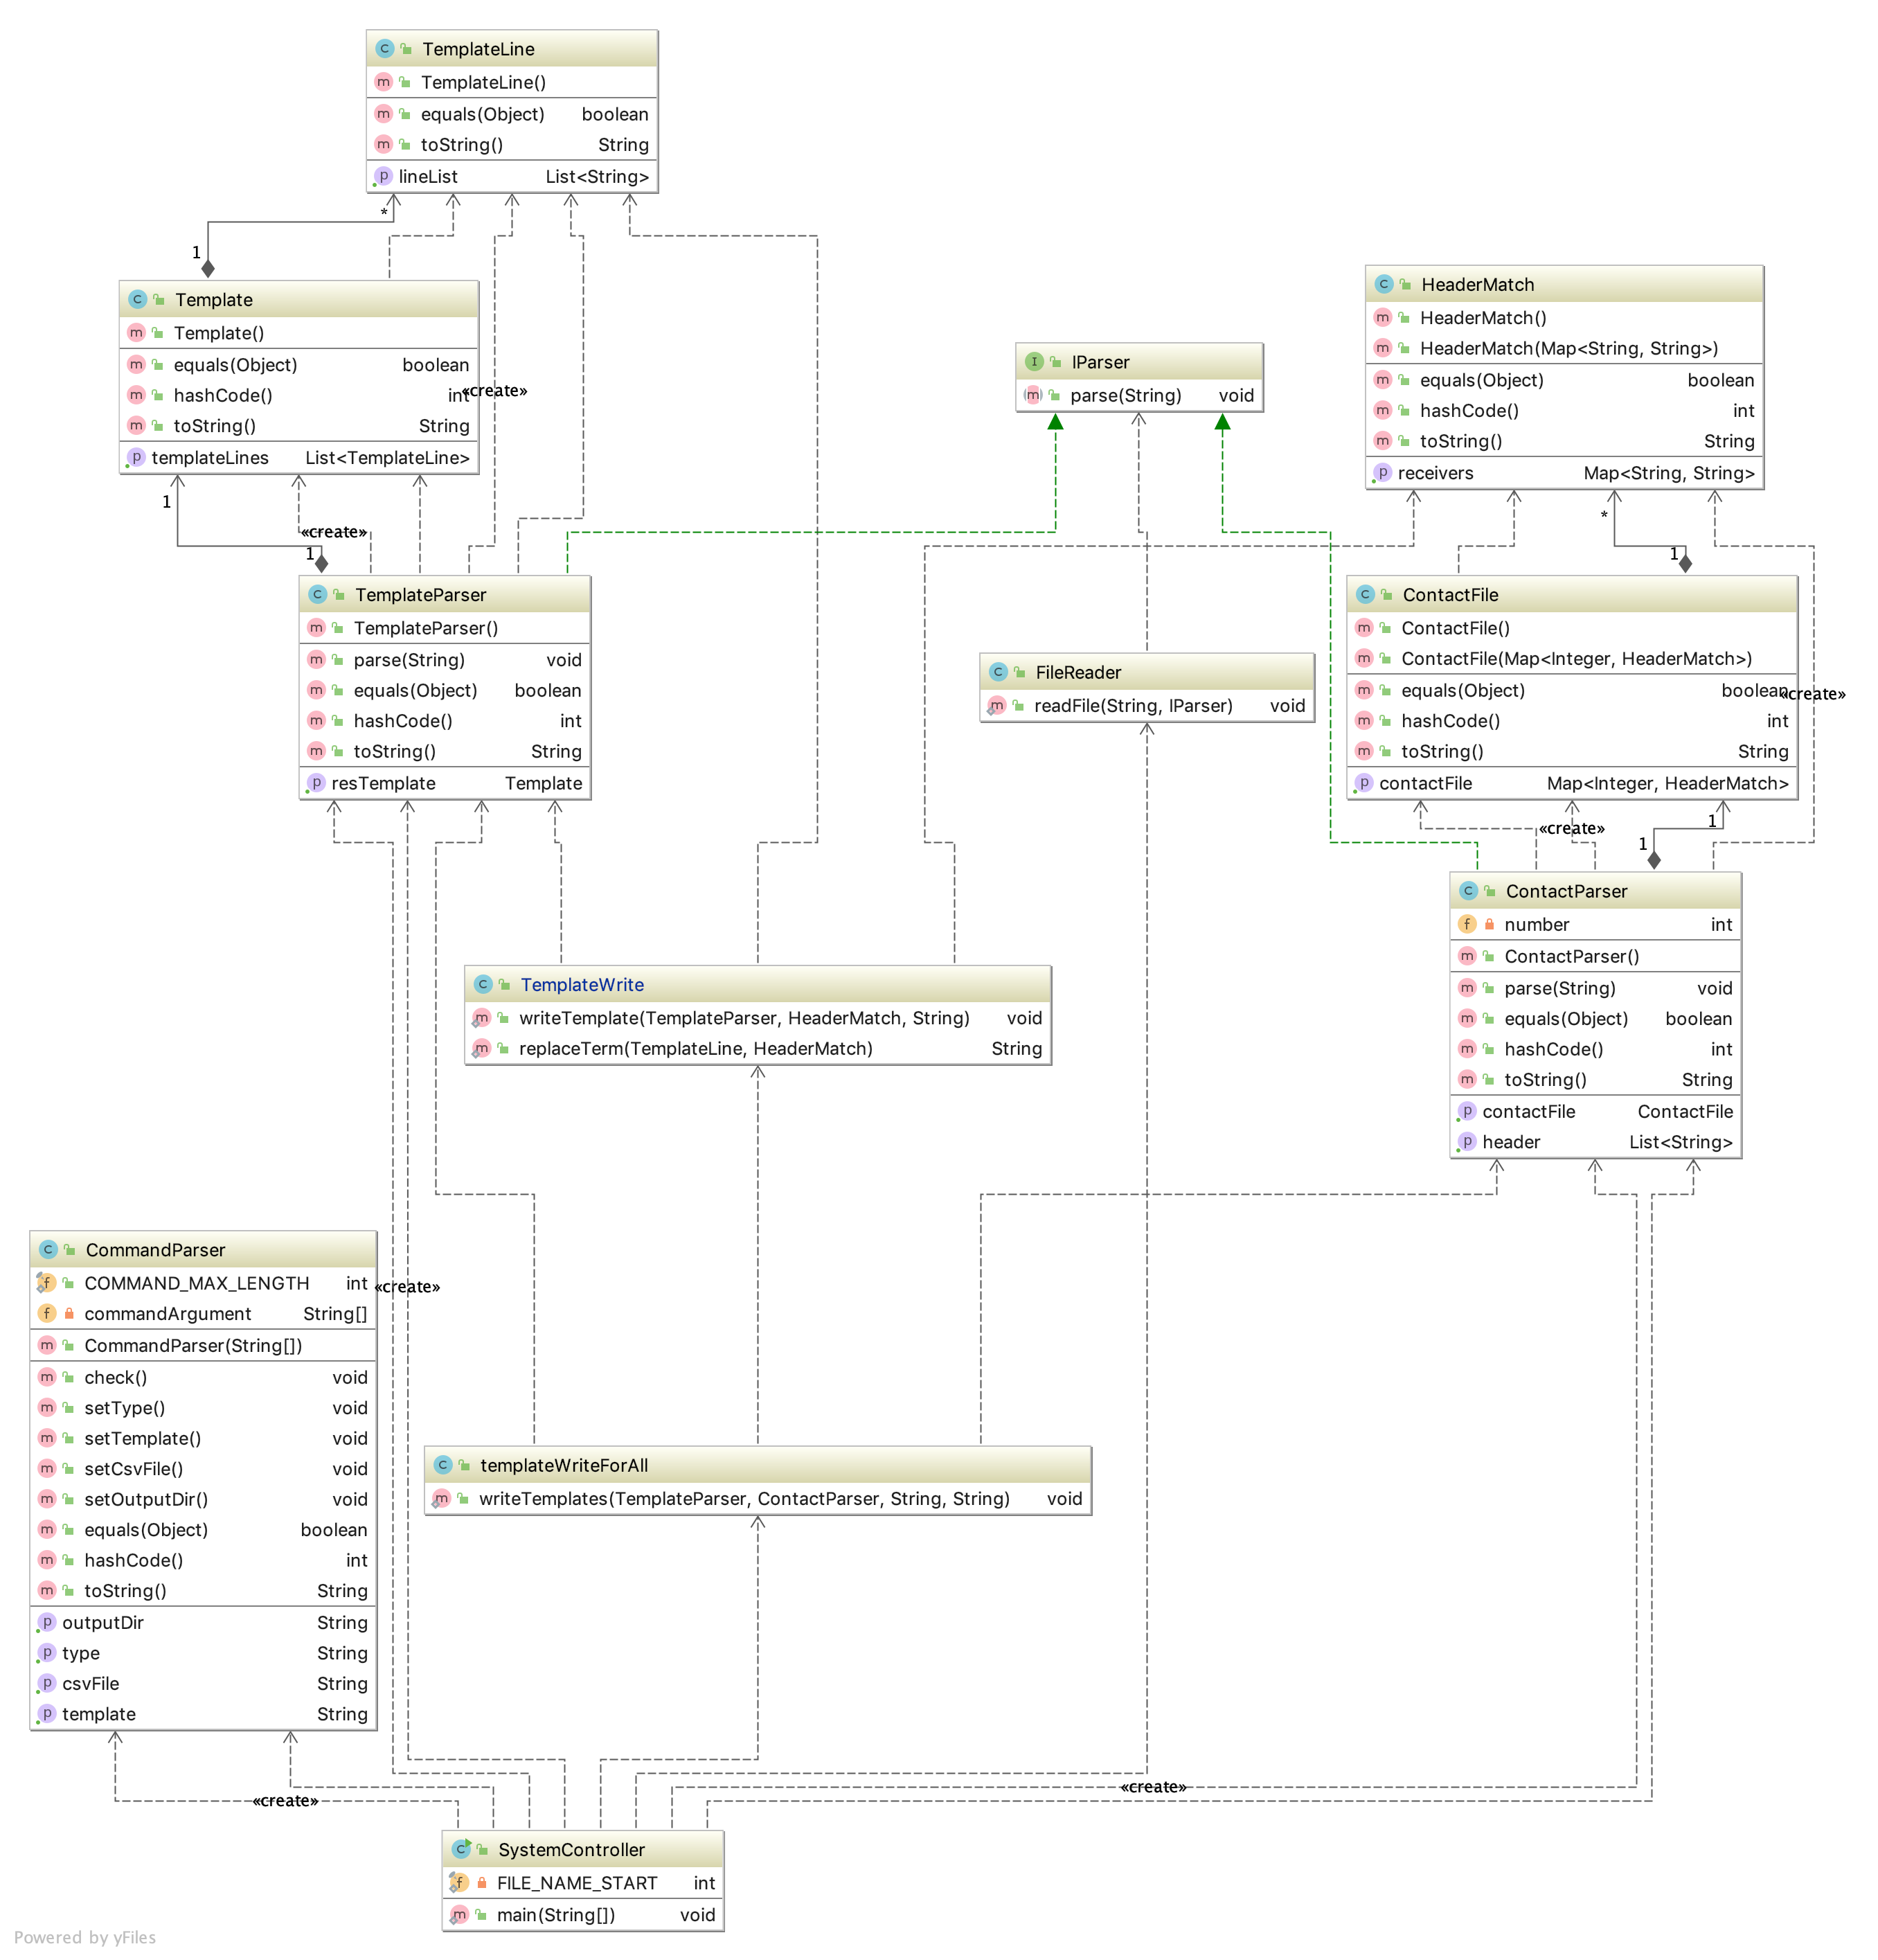 TemplateLine
TemplateLine()
equals(Object) boolean
toString() String
lineList List<String>
*
1
Template
Template()
equals(Object) boolean
hashCode() int
«create»
toString() String
templateLines List<TemplateLine>
HeaderMatch
HeaderMatch()
HeaderMatch(Map<String, String>)
equals(Object) boolean
hashCode() int
toString() String
receivers Map<String, String>
IParser
parse(String) void
1
«create»
1
*
1
TemplateParser
TemplateParser()
parse(String) void
equals(Object) boolean
hashCode() int
toString() String
resTemplate Template
FileReader
readFile(String, IParser) void
ContactFile
ContactFile()
ContactFile(Map<Integer, HeaderMatch>)
equals(Object) boolean
«create»
hashCode() int
toString() String
contactFile Map<Integer, HeaderMatch>
«create»
1
1
ContactParser
number int
ContactParser()
parse(String) void
equals(Object) boolean
hashCode() int
toString() String
contactFile ContactFile
header List<String>
TemplateWrite
writeTemplate(TemplateParser, HeaderMatch, String) void
replaceTerm(TemplateLine, HeaderMatch) String
CommandParser
COMMAND_MAX_LENGTH int
«create»
commandArgument String[]
CommandParser(String[])
check() void
setType() void
setTemplate() void
setCsvFile() void
setOutputDir() void
equals(Object) boolean
hashCode() int
toString() String
outputDir String
type String
csvFile String
template String
templateWriteForAll
writeTemplates(TemplateParser, ContactParser, String, String) void
«create»
«create»
SystemController
FILE_NAME_START int
main(String[]) void
Powered by yFiles